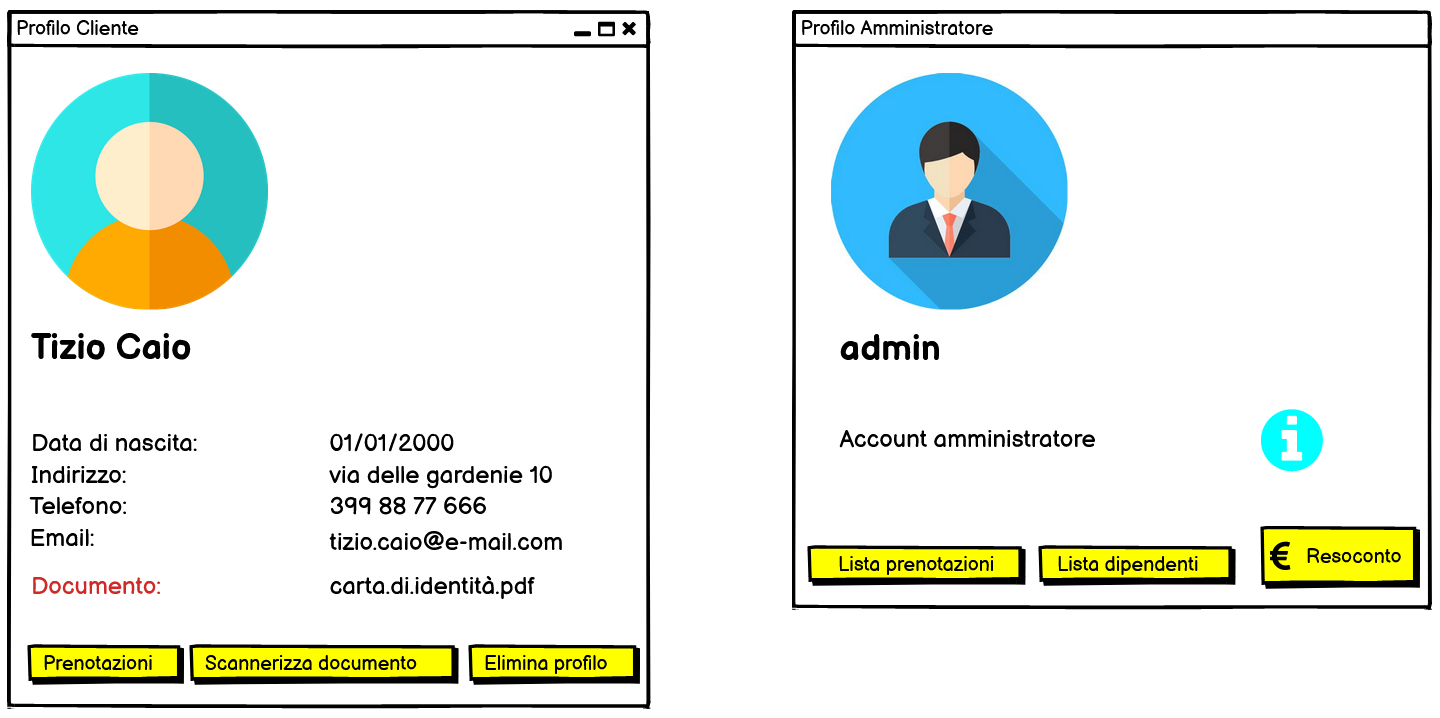 Profilo Cliente
Tizio Caio
Data di nascita: 01/01/2000
Indirizzo: via delle gardenie 10
Telefono: 399 88 77 666
Email: tizio.caio@e-mail.com
Documento: carta.di.identità.pdf
Prenotazioni Scannerizza documento Elimina profilo
Profilo Amministratore
admin
Account amministratore i
Lista prenotazioni Lista dipendenti € Resoconto